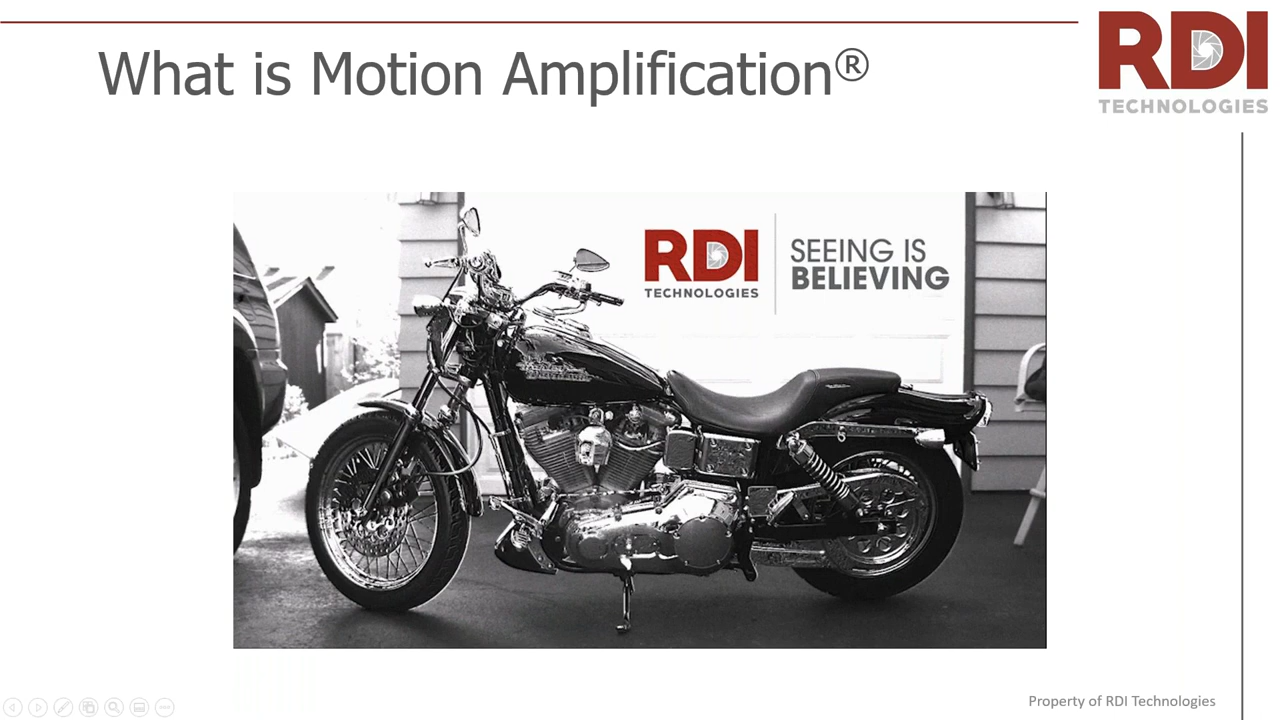 What is Motion Amplification®
RDI
TECHNOLOGIES
RDI
TECHNOLOGIES
SEEING IS
BELIEVING
Property of RDI Technologies